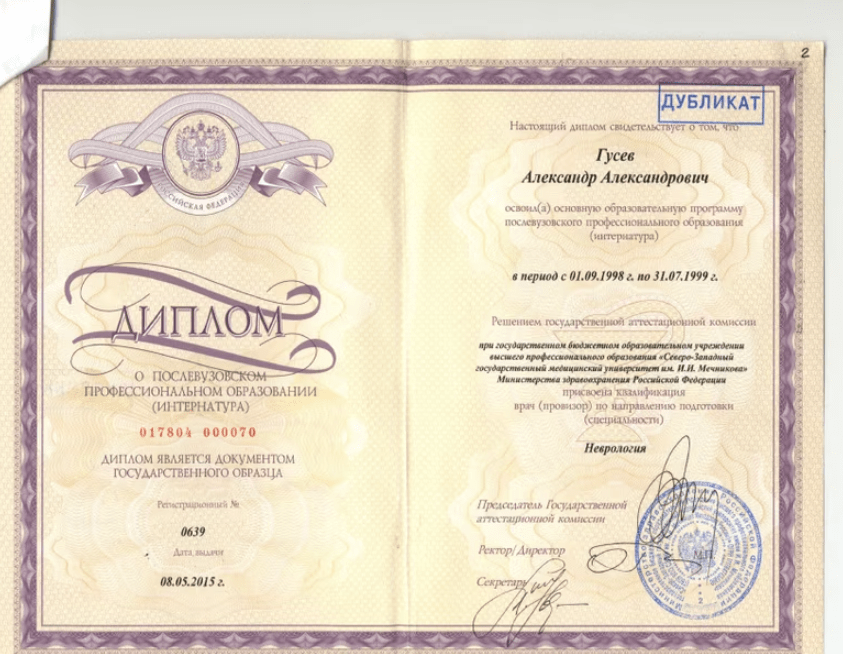 РОССИЙСКАЯ ФЕДЕРАЦИЯ
ДИПЛОМ
О ПОСЛЕВУЗОВСКОМ
ПРОФЕССИОНАЛЬНОМ ОБРАЗОВАНИИ
(ИНТЕРНАТУРА)
017804 000070
ДИПЛОМ ЯВЛЯЕТСЯ ДОКУМЕНТОМ
ГОСУДАРСТВЕННОГО ОБРАЗЦА
Регистрационный №
0639
Дата выдачи
08.05.2015 г.
2
ДУБЛИКАТ
Настоящий диплом свидетельствует о том, что
Гусев
Александр Александрович
освоил(а) основную образовательную программу
послевузовского профессионального образования
(интернатура)
в период с 01.09.1998 г. по 31.07.1999 г.
Решением государственной аттестационной комиссии
при государственном бюджетном образовательном учреждении
высшего профессионального образования «Северо-Западный
государственный медицинский университет им. И.И. Мечникова»
Министерства здравоохранения Российской Федерации
присвоена квалификация
врач (провизор) по направлению подготовки
(специальности)
Неврология
Председатель Государственной
аттестационной комиссии
Ректор/Директор
М.П.
Секретарь